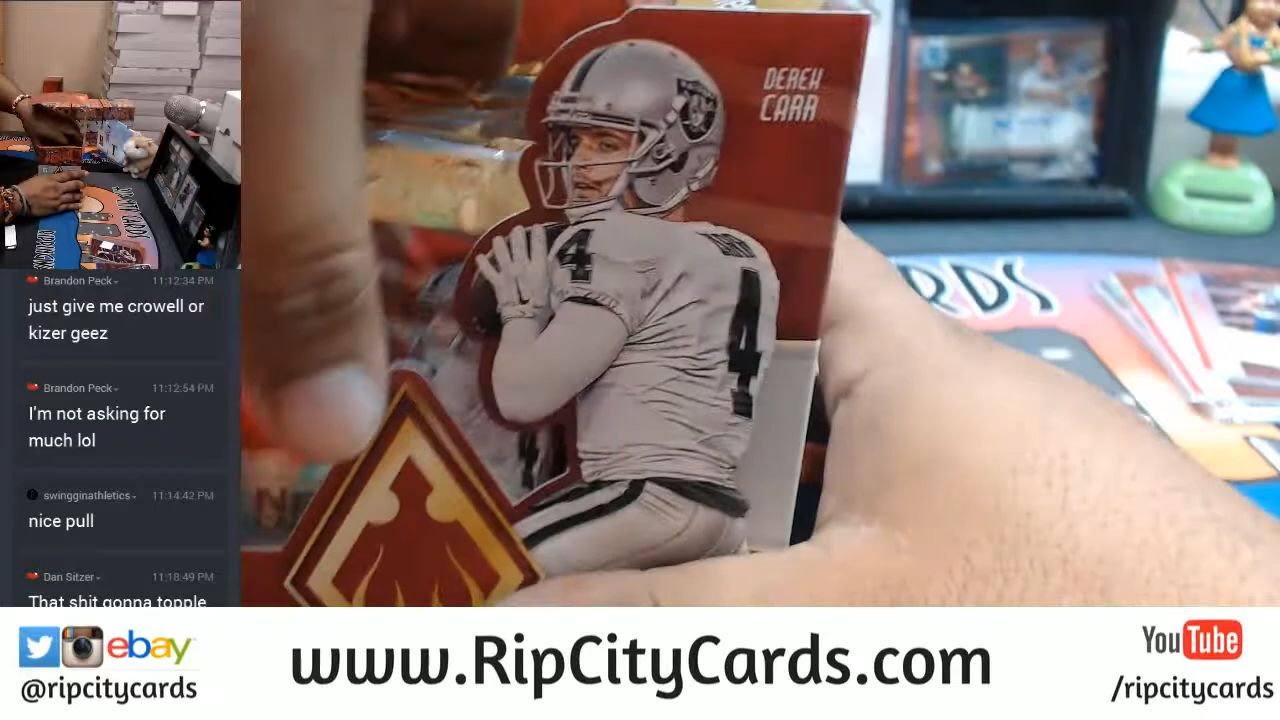 DEREK
CARR
4
4
RDS
Brandon Peck 11:12:34 PM
just give me crowell or
kizer geez
Brandon Peck 11:12:54 PM
I'm not asking for
much lol
swingginathletics 11:14:42 PM
nice pull
Dan Sitzer 11:18:49 PM
That shit gonna topple
ebay
@ripcitycards
www.RipCityCards.com
YouTube
/ripcitycards